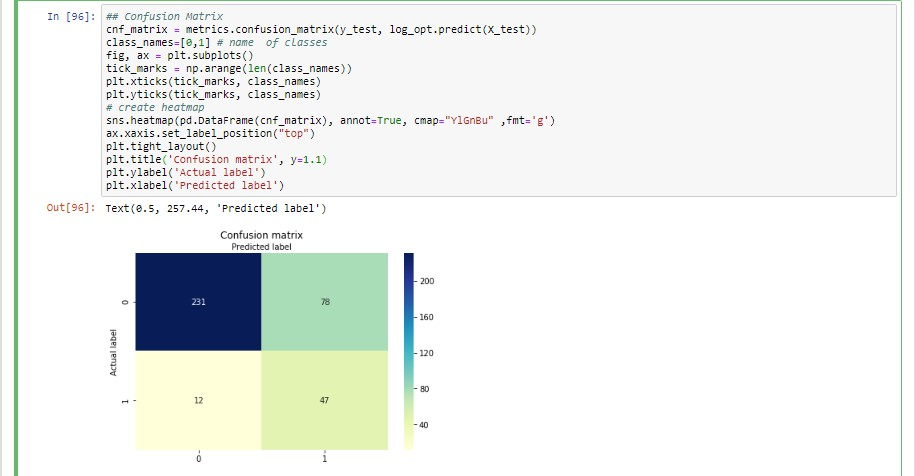 In [96]: ## Confusion Matrix
cnf_matrix = metrics.confusion_matrix(y_test, log_opt.predict(X_test))
class_names=[0,1] # name  of classes
fig, ax = plt.subplots()
tick_marks = np.arange(len(class_names))
plt.xticks(tick_marks, class_names)
plt.yticks(tick_marks, class_names)
# create heatmap
sns.heatmap(pd.DataFrame(cnf_matrix), annot=True, cmap="YlGnBu" ,fmt='g')
ax.xaxis.set_label_position("top")
plt.tight_layout()
plt.title('Confusion matrix', y=1.1)
plt.ylabel('Actual label')
plt.xlabel('Predicted label')
Out[96]: Text(0.5, 257.44, 'Predicted label')
Confusion matrix
Predicted label
Actual label
0
231
78
1
12
47
0
1
200
160
120
80
40